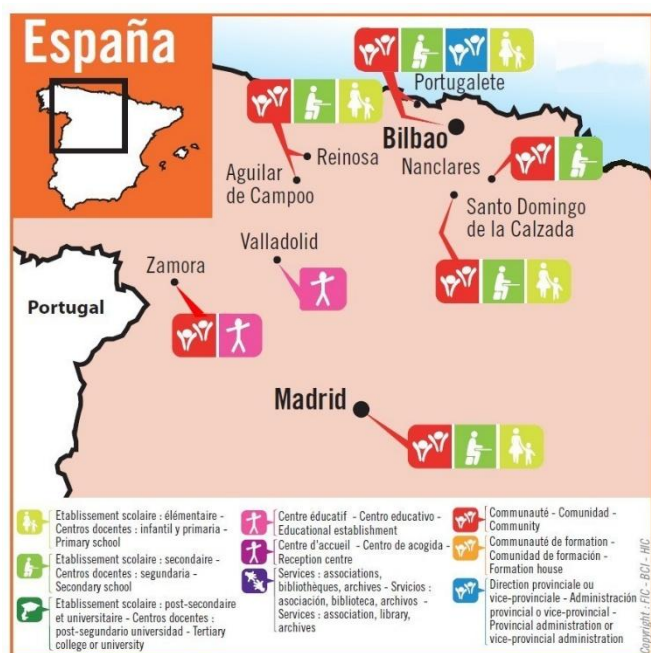 España
Portugalete
Bilbao
Reinosa
Nanclares
Aguilar
de Campoo
Santo Domingo
de la Calzada
Valladolid
Zamora
Portugal
Madrid
Etablissement scolaire : élémentaire -
Centros docentes : infantil y primaria -
Primary school
Etablissement scolaire : secondaire -
Centros docentes : segundaria -
Secondary school
Etablissement scolaire : post-secondaire
et universitaire - Centros docentes :
post-segundario universidad - Tertiary
college or university
Centre éducatif - Centro educativo -
Educational establishment
Centre d'accueil - Centro de acogida -
Reception centre
Services : associations,
bibliothèques, archives - Srvicios :
asociación, biblioteca, archivos -
Services : association, library,
archives
Communauté - Comunidad -
Community
Communauté de formation -
Comunidad de formación -
Formation house
Direction provinciale ou
vice-provinciale - Administración
provincial o vice-provincial -
Provincial administration or
vice-provincial administration
Copyright : FIC - BCI - HIC